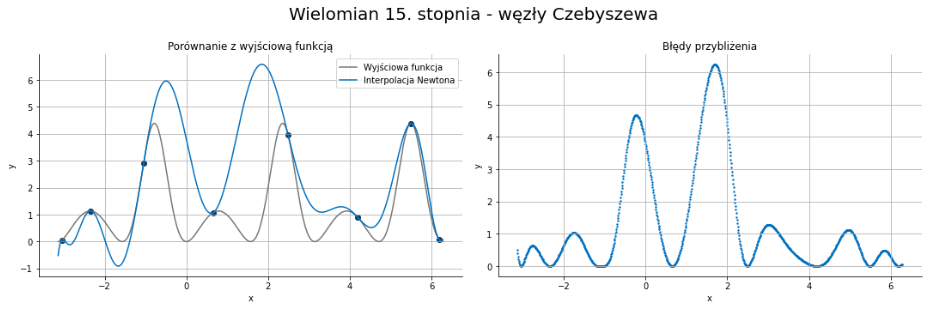 Wielomian 15. stopnia - węzły Czebyszewa
Porównanie z wyjściową funkcją
Wyjściowa funkcja
Interpolacja Newtona
y
6
5
4
3
2
1
0
−1
−2
0
2
4
6
x
Błędy przybliżenia
y
6
5
4
3
2
1
0
−2
0
2
4
6
x